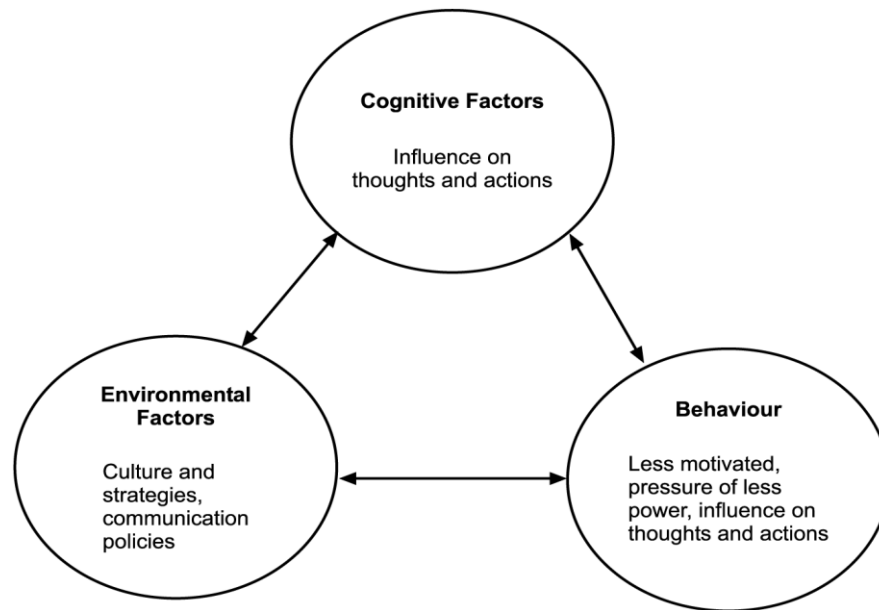 Cognitive Factors
Influence on
thoughts and actions
Environmental
Factors
Culture and
strategies,
communication
policies
Behaviour
Less motivated,
pressure of less
power, influence on
thoughts and actions